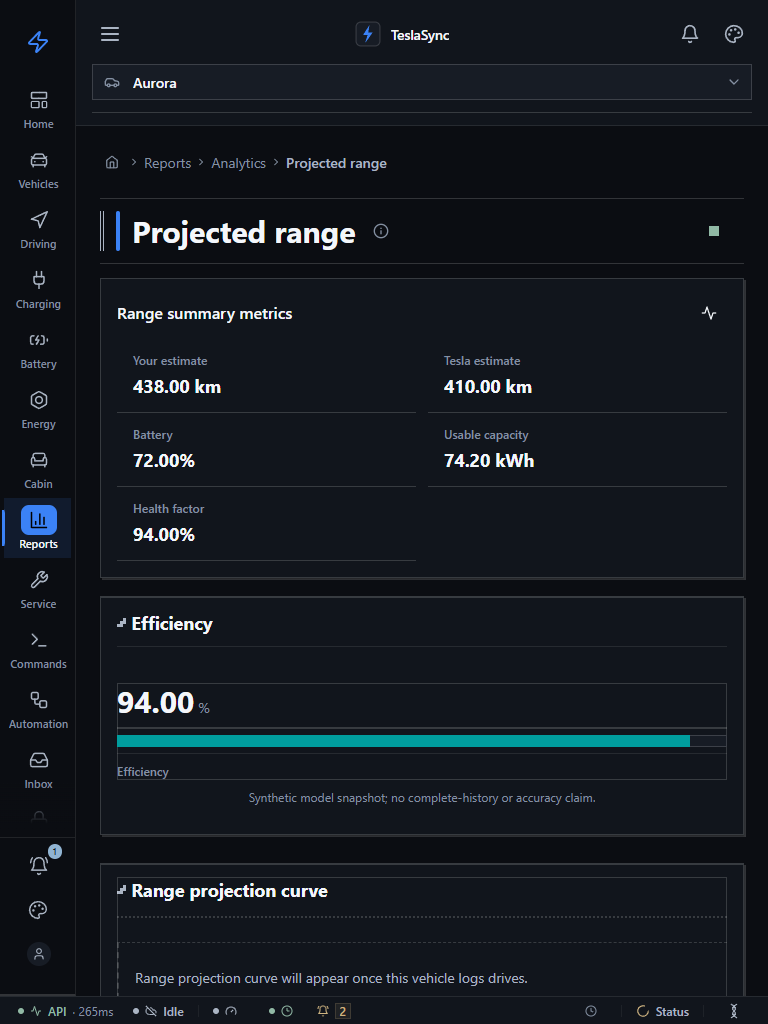 TeslaSync
Aurora
Home
Vehicles
Driving
Charging
Battery
Energy
Cabin
Reports
Service
Commands
Automation
Inbox
1
Reports > Analytics > Projected range
Projected range
Range summary metrics
Your estimate
438.00 km
Tesla estimate
410.00 km
Battery
72.00%
Usable capacity
74.20 kWh
Health factor
94.00%
Efficiency
94.00 %
Efficiency
Synthetic model snapshot; no complete-history or accuracy claim.
Range projection curve
Range projection curve will appear once this vehicle logs drives.
API · 265ms Idle 2 Status